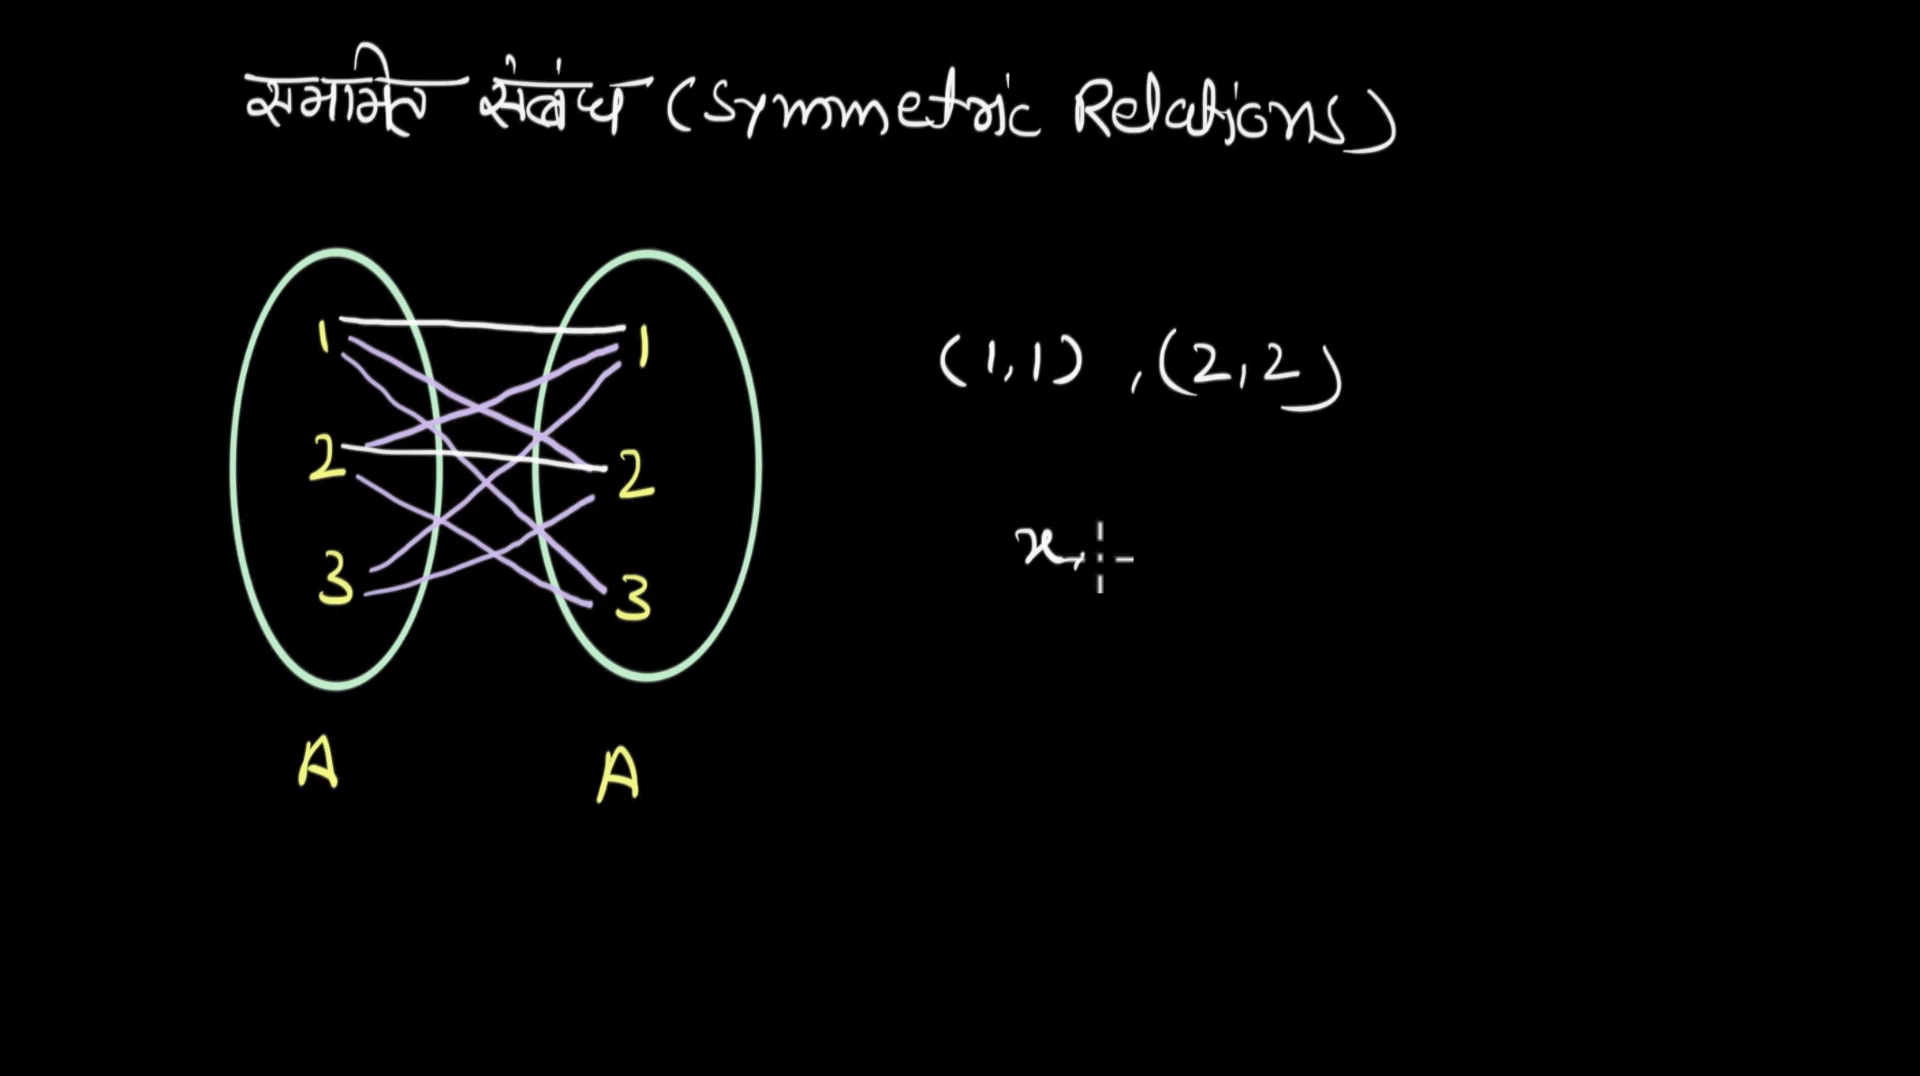 सममित संबंध (Symmetric Relations)
1 1
2 2
3 3
A A
(1,1), (2,2)
x,